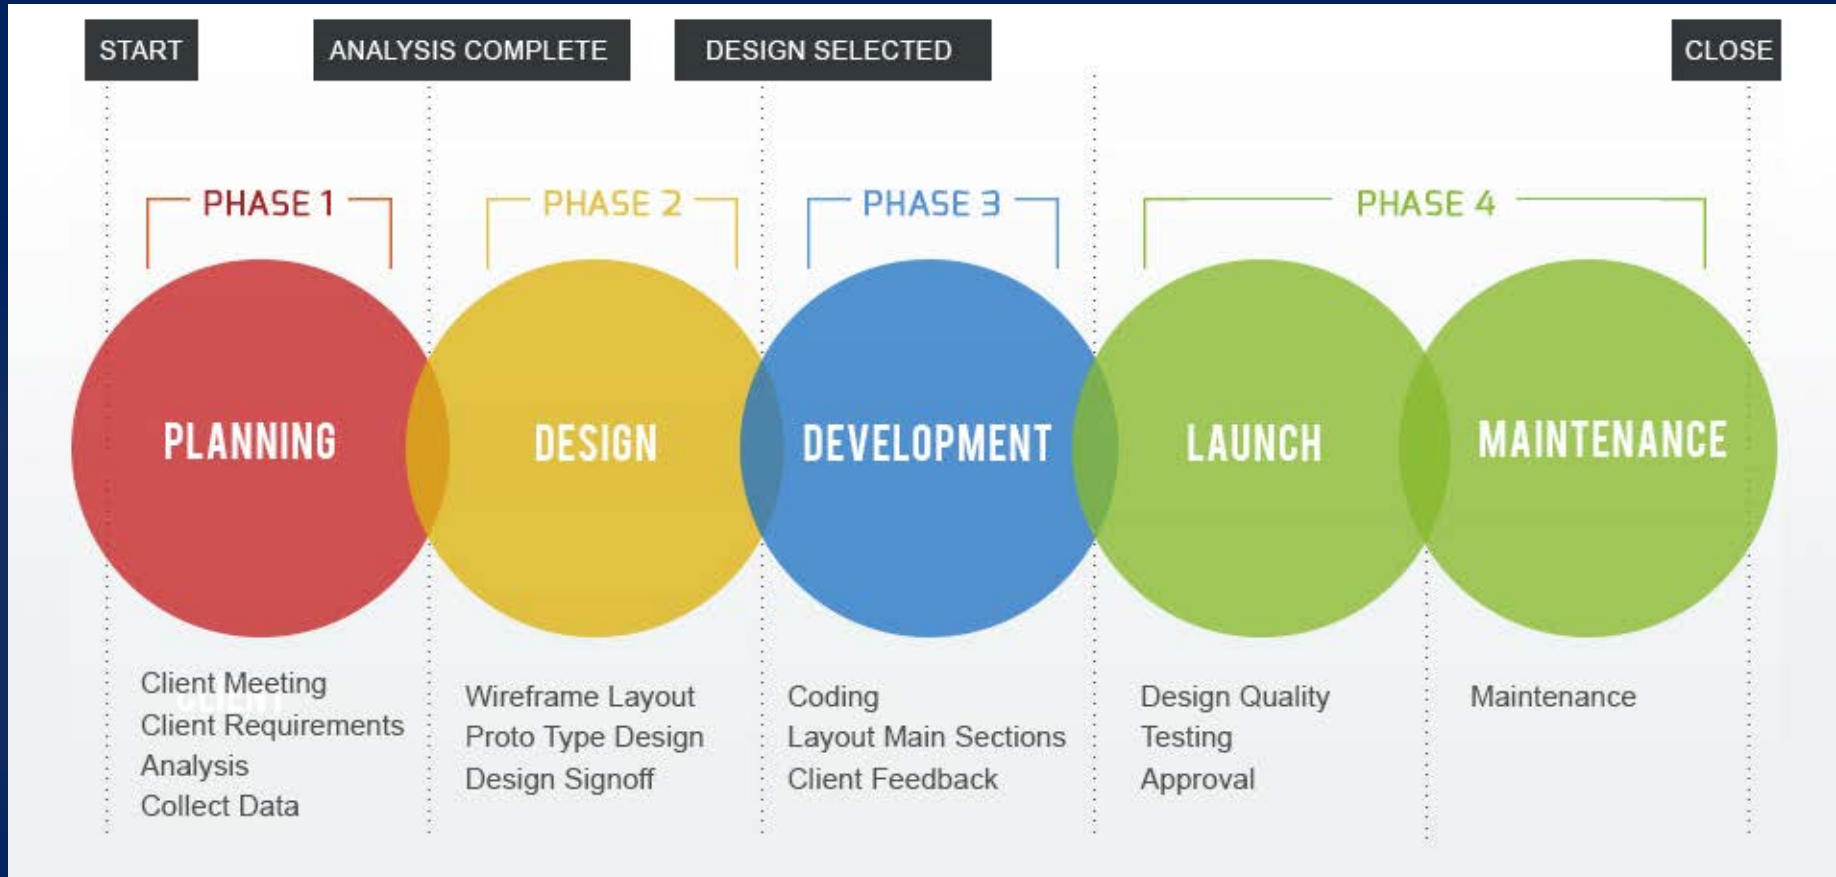 START
ANALYSIS COMPLETE
DESIGN SELECTED
CLOSE
PHASE 1
PHASE 2
PHASE 3
PHASE 4
PLANNING
DESIGN
DEVELOPMENT
LAUNCH
MAINTENANCE
CLIENT
Client Meeting
Client Requirements
Analysis
Collect Data
Wireframe Layout
Proto Type Design
Design Signoff
Coding
Layout Main Sections
Client Feedback
Design Quality
Testing
Approval
Maintenance